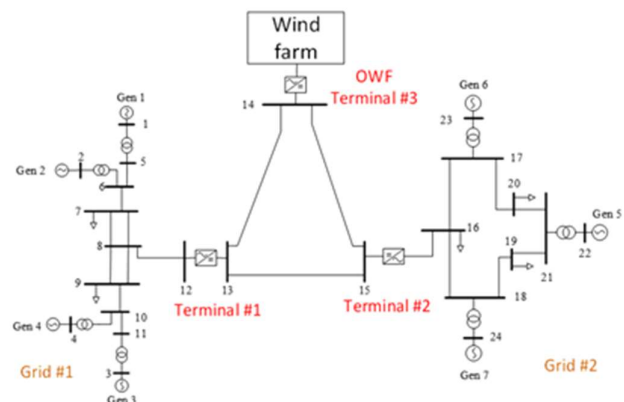 Wind
farm
OWF
Terminal #3
14
Gen 1
1
5
Gen 2
2
6
7
8
9
10
11
Gen 4
4
3
Gen 3
Grid #1
12
13
Terminal #1
15
Terminal #2
Gen 6
23
17
20
16
19
Gen 5
22
21
18
24
Gen 7
Grid #2